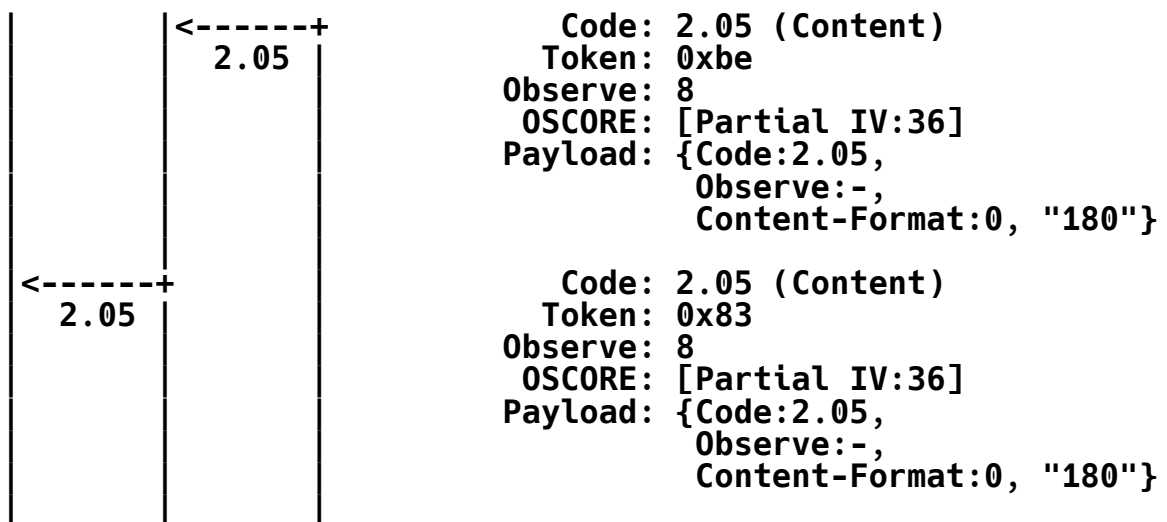 |       |<------+            Code: 2.05 (Content)
|       |  2.05 |           Token: 0xbe
|       |       |         Observe: 8
|       |       |          OSCORE: [Partial IV:36]
|       |       |         Payload: {Code:2.05,
|       |       |                   Observe:-,
|       |       |                   Content-Format:0, "180"}
|       |       |
|<------+       |            Code: 2.05 (Content)
|  2.05 |       |           Token: 0x83
|       |       |         Observe: 8
|       |       |          OSCORE: [Partial IV:36]
|       |       |         Payload: {Code:2.05,
|       |       |                   Observe:-,
|       |       |                   Content-Format:0, "180"}
|       |       |